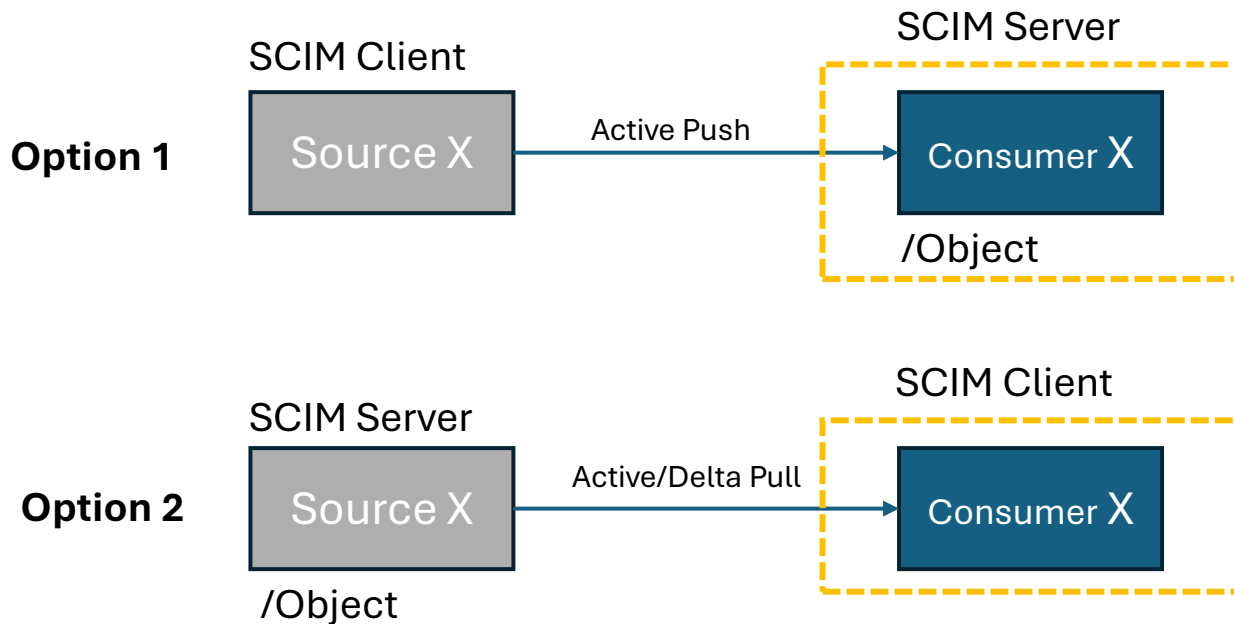 SCIM Server
SCIM Client
Option 1
Source X
Active Push
Consumer X
/Object
SCIM Client
SCIM Server
Option 2
Source X
Active/Delta Pull
Consumer X
/Object